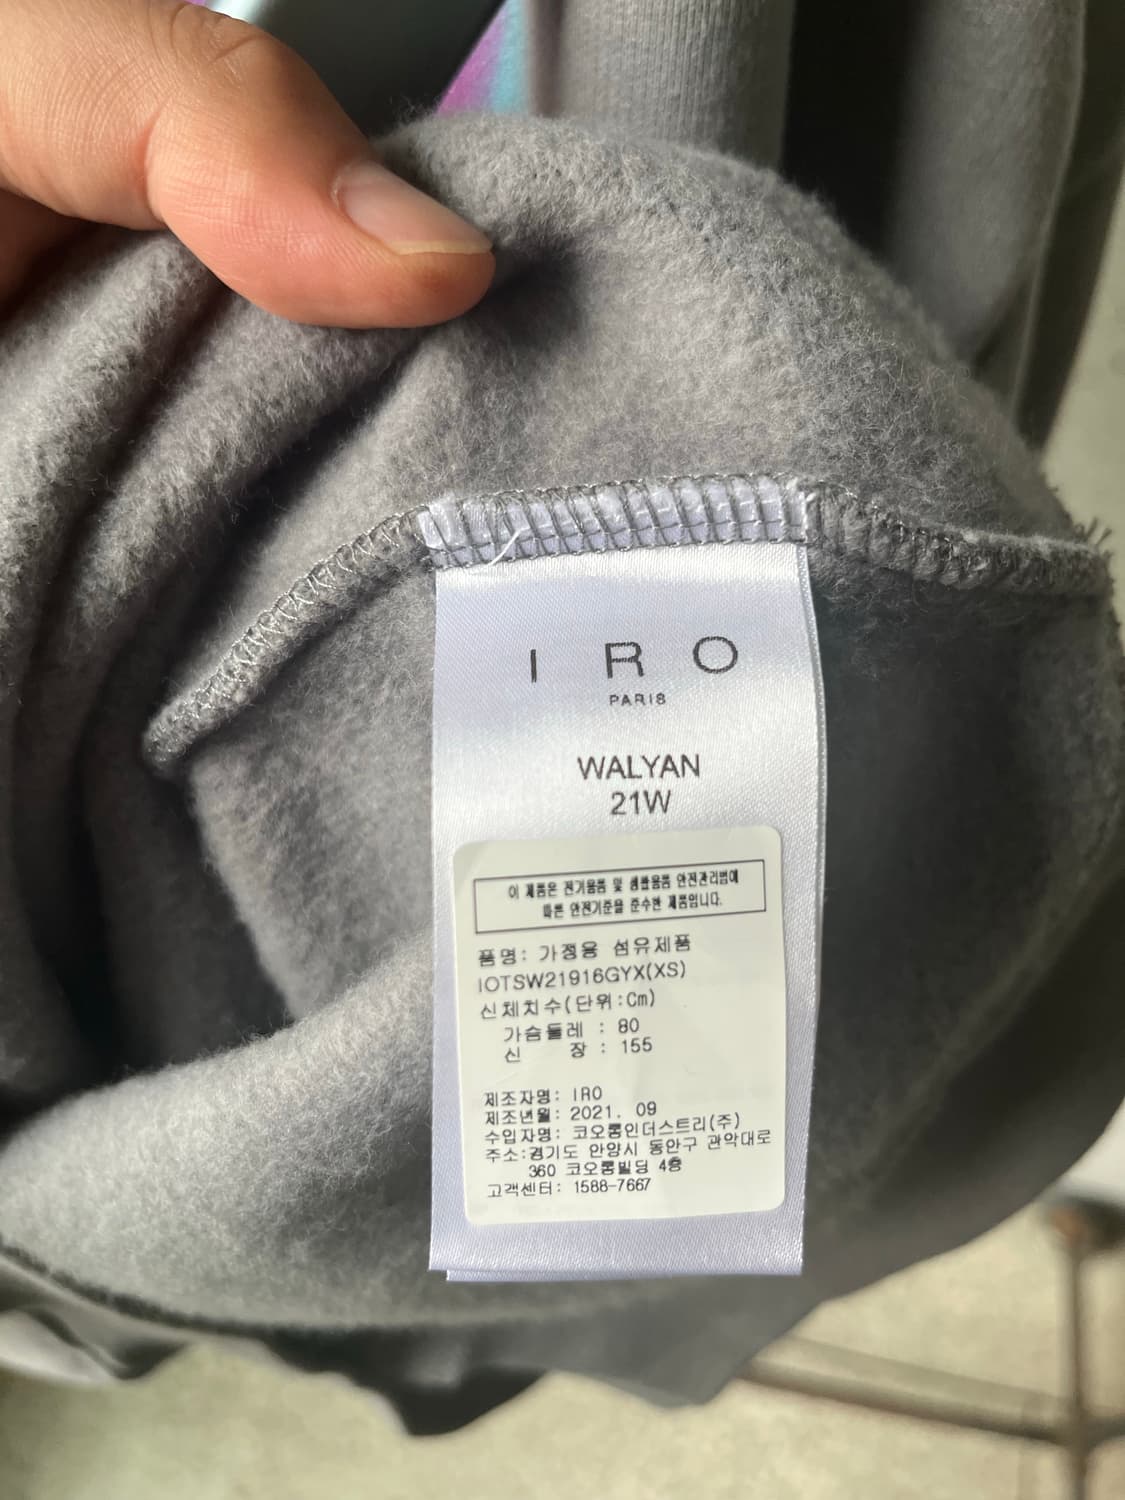 I R O
PARIS
WALYAN
21W
이 제품은 전기용품 및 생활용품 안전관리법에
따른 안전기준을 준수한 제품입니다.
품명: 가정용 섬유제품
IOTSW21916GYX(XS)
신체치수(단위:Cm)
가슴둘레 : 80
신 장 : 155
제조자명: IRO
제조년월: 2021. 09
수입자명: 코오롱인더스트리(주)
주소:경기도 안양시 동안구 관악대로
360 코오롱빌딩 4층
고객센터: 1588-7667